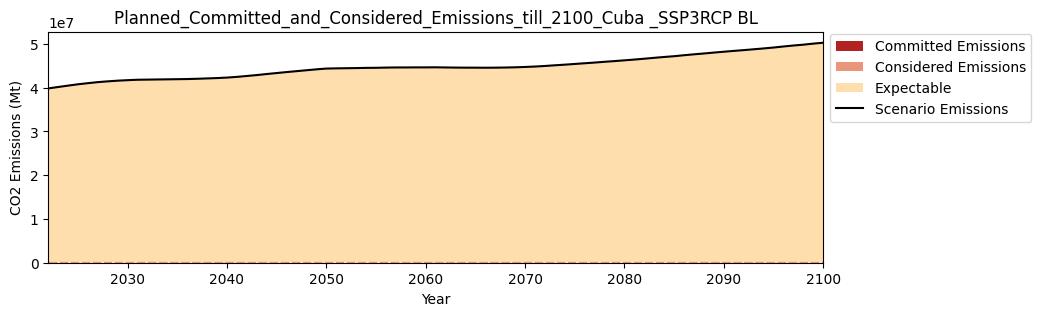 Planned_Committed_and_Considered_Emissions_till_2100_Cuba _SSP3RCP BL
1e7
5
4
3
2
1
0
CO2 Emissions (Mt)
2030 2040 2050 2060 2070 2080 2090 2100
Year
Committed Emissions
Considered Emissions
Expectable
Scenario Emissions